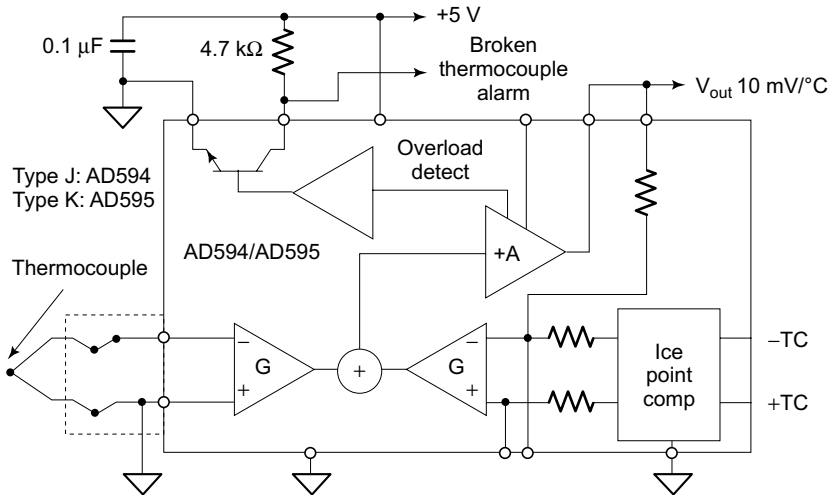 +5 V
0.1 μF
4.7 kΩ
Broken
thermocouple
alarm
V_out 10 mV/°C
Type J: AD594
Type K: AD595
Overload
detect
+A
AD594/AD595
Thermocouple
− G +
+
− G +
Ice
point
comp
−TC
+TC